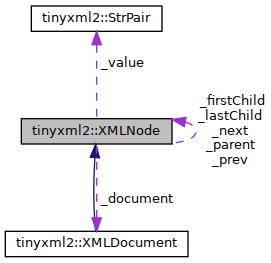 tinyxml2::StrPair
_value
_firstChild
_lastChild
tinyxml2::XMLNode
_next
_parent
_prev
_document
tinyxml2::XMLDocument